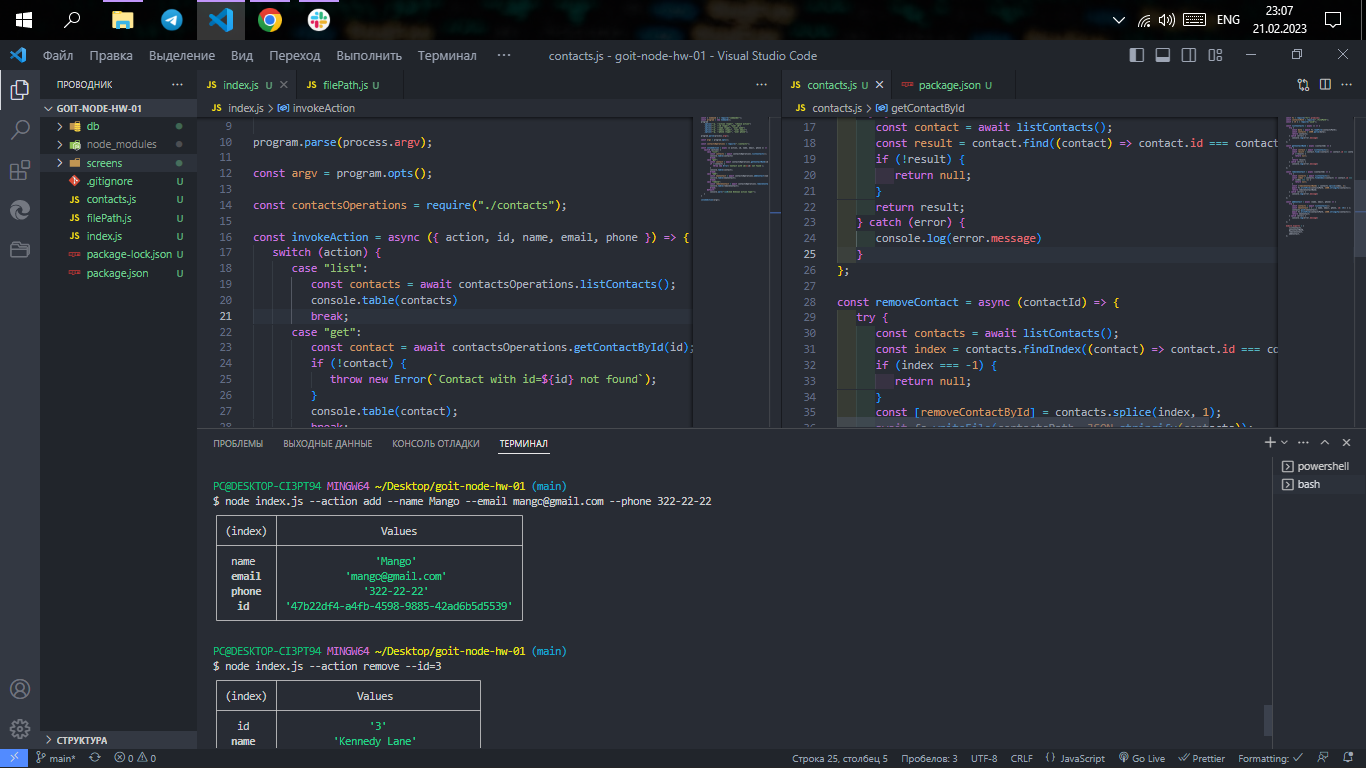 ENG
23:07
21.02.2023
Файл Правка Выделение Вид Переход Выполнить Терминал ···
contacts.js - goit-node-hw-01 - Visual Studio Code
ПРОВОДНИК ···
GOIT-NODE-HW-01
db
node_modules
screens
.gitignore U
JS contacts.js U
JS filePath.js U
JS index.js U
package-lock.json U
package.json U
СТРУКТУРА
JS index.js U
JS filePath.js U
JS index.js > invokeAction
9
10 program.parse(process.argv);
11
12 const argv = program.opts();
13
14 const contactsOperations = require("./contacts");
15
16 const invokeAction = async ({ action, id, name, email, phone }) => {
17 switch (action) {
18 case "list":
19 const contacts = await contactsOperations.listContacts();
20 console.table(contacts)
21 break;
22 case "get":
23 const contact = await contactsOperations.getContactById(id);
24 if (!contact) {
25 throw new Error(`Contact with id=${id} not found`);
26 }
27 console.table(contact);
28 break;
JS contacts.js U
package.json U
JS contacts.js > getContactById
17 const contact = await listContacts();
18 const result = contact.find((contact) => contact.id === contact
19 if (!result) {
20 return null;
21 }
22 return result;
23 } catch (error) {
24 console.log(error.message)
25 }
26 };
27
28 const removeContact = async (contactId) => {
29 try {
30 const contacts = await listContacts();
31 const index = contacts.findIndex((contact) => contact.id === co
32 if (index === -1) {
33 return null;
34 }
35 const [removeContactById] = contacts.splice(index, 1);
36 await fs.writeFile(contactsPath, JSON.stringify(contacts));
ПРОБЛЕМЫ ВЫХОДНЫЕ ДАННЫЕ КОНСОЛЬ ОТЛАДКИ ТЕРМИНАЛ
powershell
bash
PC@DESKTOP-CI3PT94 MINGW64 ~/Desktop/goit-node-hw-01 (main)
$ node index.js --action add --name Mango --email mango@gmail.com --phone 322-22-22
(index) Values
name 'Mango'
email 'mango@gmail.com'
phone '322-22-22'
id '47b22df4-a4fb-4598-9885-42ad6b5d5539'
PC@DESKTOP-CI3PT94 MINGW64 ~/Desktop/goit-node-hw-01 (main)
$ node index.js --action remove --id=3
(index) Values
id '3'
name 'Kennedy Lane'
main* 0 0 Строка 25, столбец 5 Пробелов: 3 UTF-8 CRLF JavaScript Go Live Prettier Formatting: